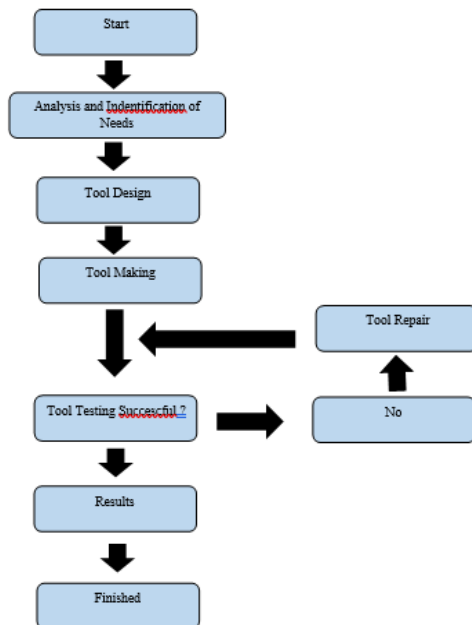 Start
Analysis and Indentification of
Needs
Tool Design
Tool Making
Tool Repair
Tool Testing Succescful ?
No
Results
Finished